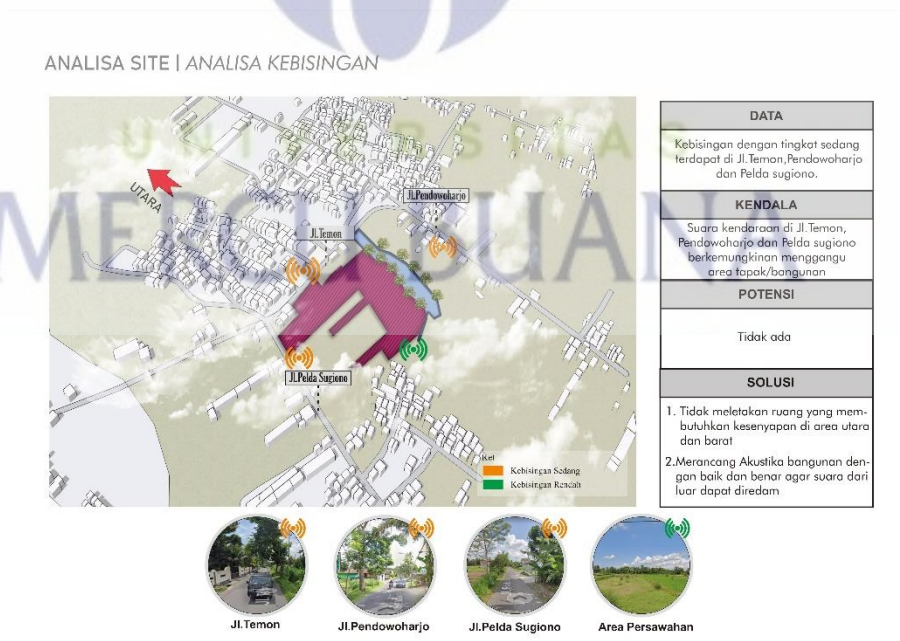 ANALISA SITE | ANALISA KEBISINGAN
UNIVERSITAS
MERCU BUANA
UTARA
Jl.Pendowoharjo
Jl.Temon
Jl.Pelda Sugiono
Ket
Kebisingan Sedang
Kebisingan Rendah
DATA
Kebisingan dengan tingkat sedang
terdapat di Jl.Temon,Pendowoharjo
dan Pelda sugiono.
KENDALA
Suara kendaraan di Jl.Temon,
Pendowoharjo dan Pelda sugiono
berkemungkinan menggangu
area tapak/bangunan
POTENSI
Tidak ada
SOLUSI
1. Tidak meletakan ruang yang mem-
butuhkan kesenyapan di area utara
dan barat
2.Merancang Akustika bangunan den-
gan baik dan benar agar suara dari
luar dapat diredam
Jl.Temon
Jl.Pendowoharjo
Jl.Pelda Sugiono
Area Persawahan